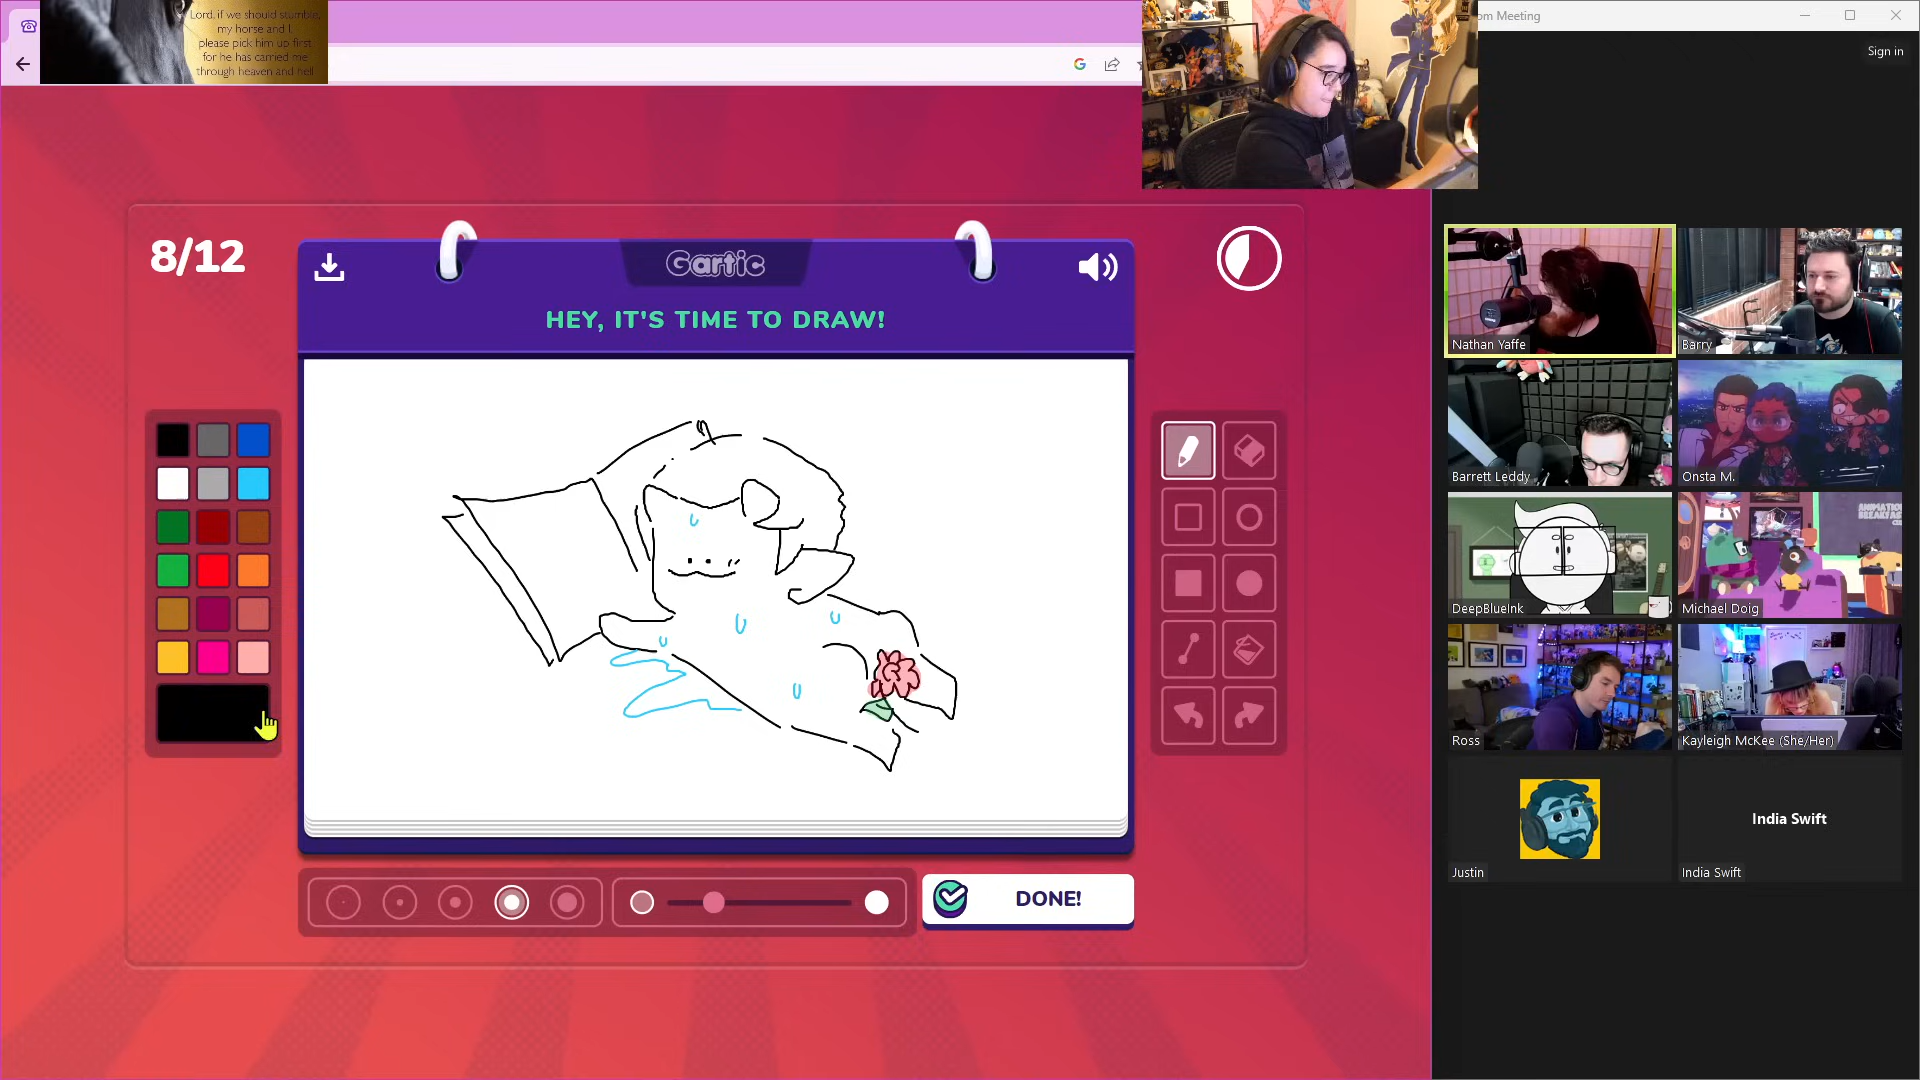 Lord, if we should stumble,
my horse and I,
please pick him up first,
for he has carried me
through heaven and hell
om Meeting
Sign in
8/12
Gartic
HEY, IT'S TIME TO DRAW!
DONE!
Nathan Yaffe
Barry
Barrett Leddy
Onsta M.
DeepBlueInk
Michael Doig
Ross
Kayleigh McKee (She/Her)
Justin
India Swift
India Swift